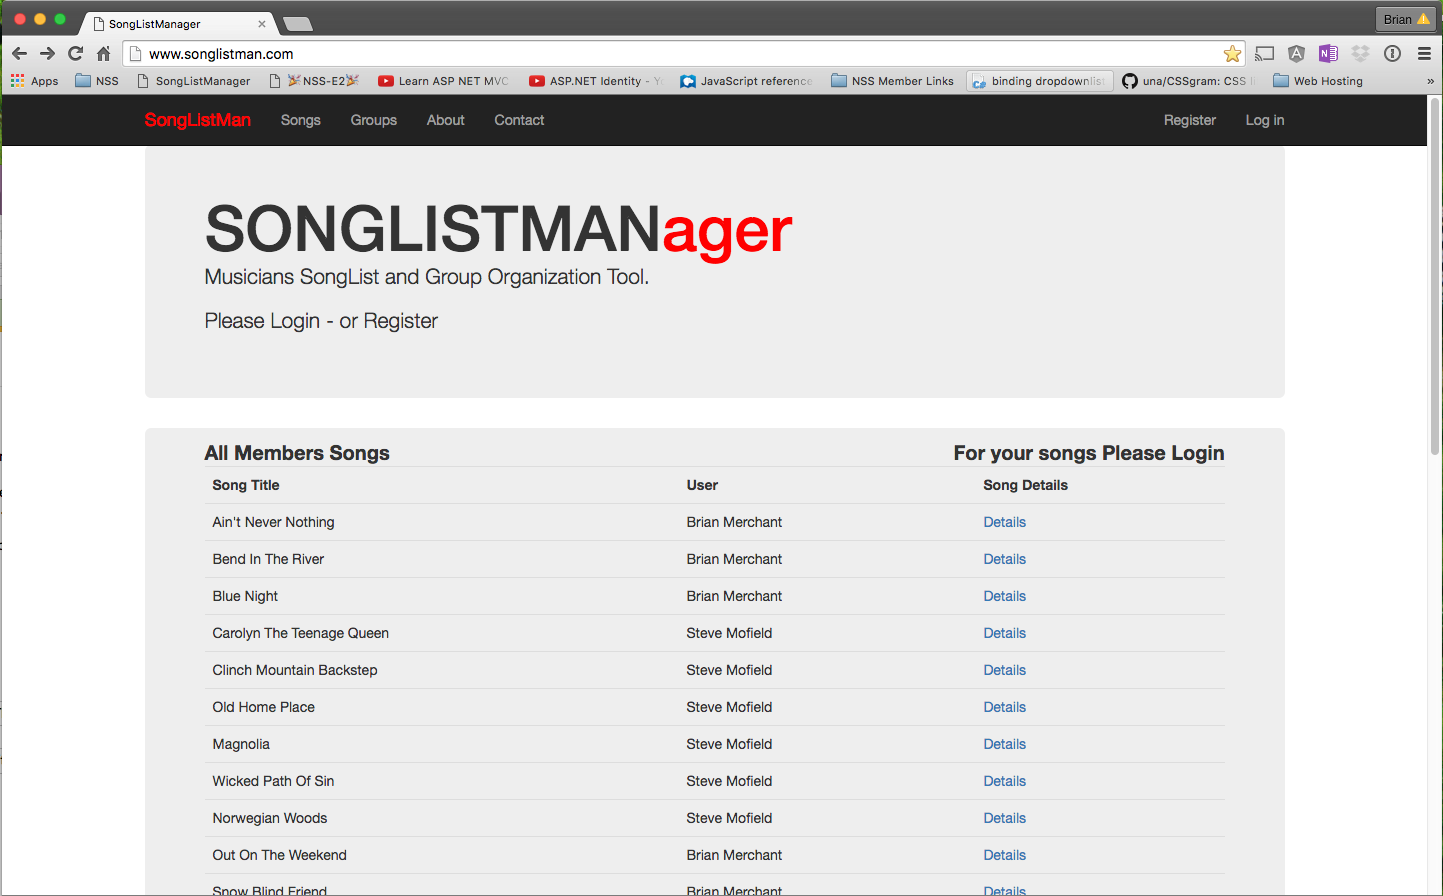 SongListManager
Brian
www.songlistman.com
Apps NSS SongListManager NSS-E2 Learn ASP NET MVC ASP.NET Identity - JavaScript reference NSS Member Links binding dropdownlist una/CSSgram: CSS Web Hosting »
SongListMan Songs Groups About Contact Register Log in
SONGLISTMANager
Musicians SongList and Group Organization Tool.
Please Login - or Register
All Members Songs For your songs Please Login
Song Title User Song Details
Ain't Never Nothing Brian Merchant Details
Bend In The River Brian Merchant Details
Blue Night Brian Merchant Details
Carolyn The Teenage Queen Steve Mofield Details
Clinch Mountain Backstep Steve Mofield Details
Old Home Place Steve Mofield Details
Magnolia Steve Mofield Details
Wicked Path Of Sin Steve Mofield Details
Norwegian Woods Steve Mofield Details
Out On The Weekend Brian Merchant Details
Snow Blind Friend Brian Merchant Details